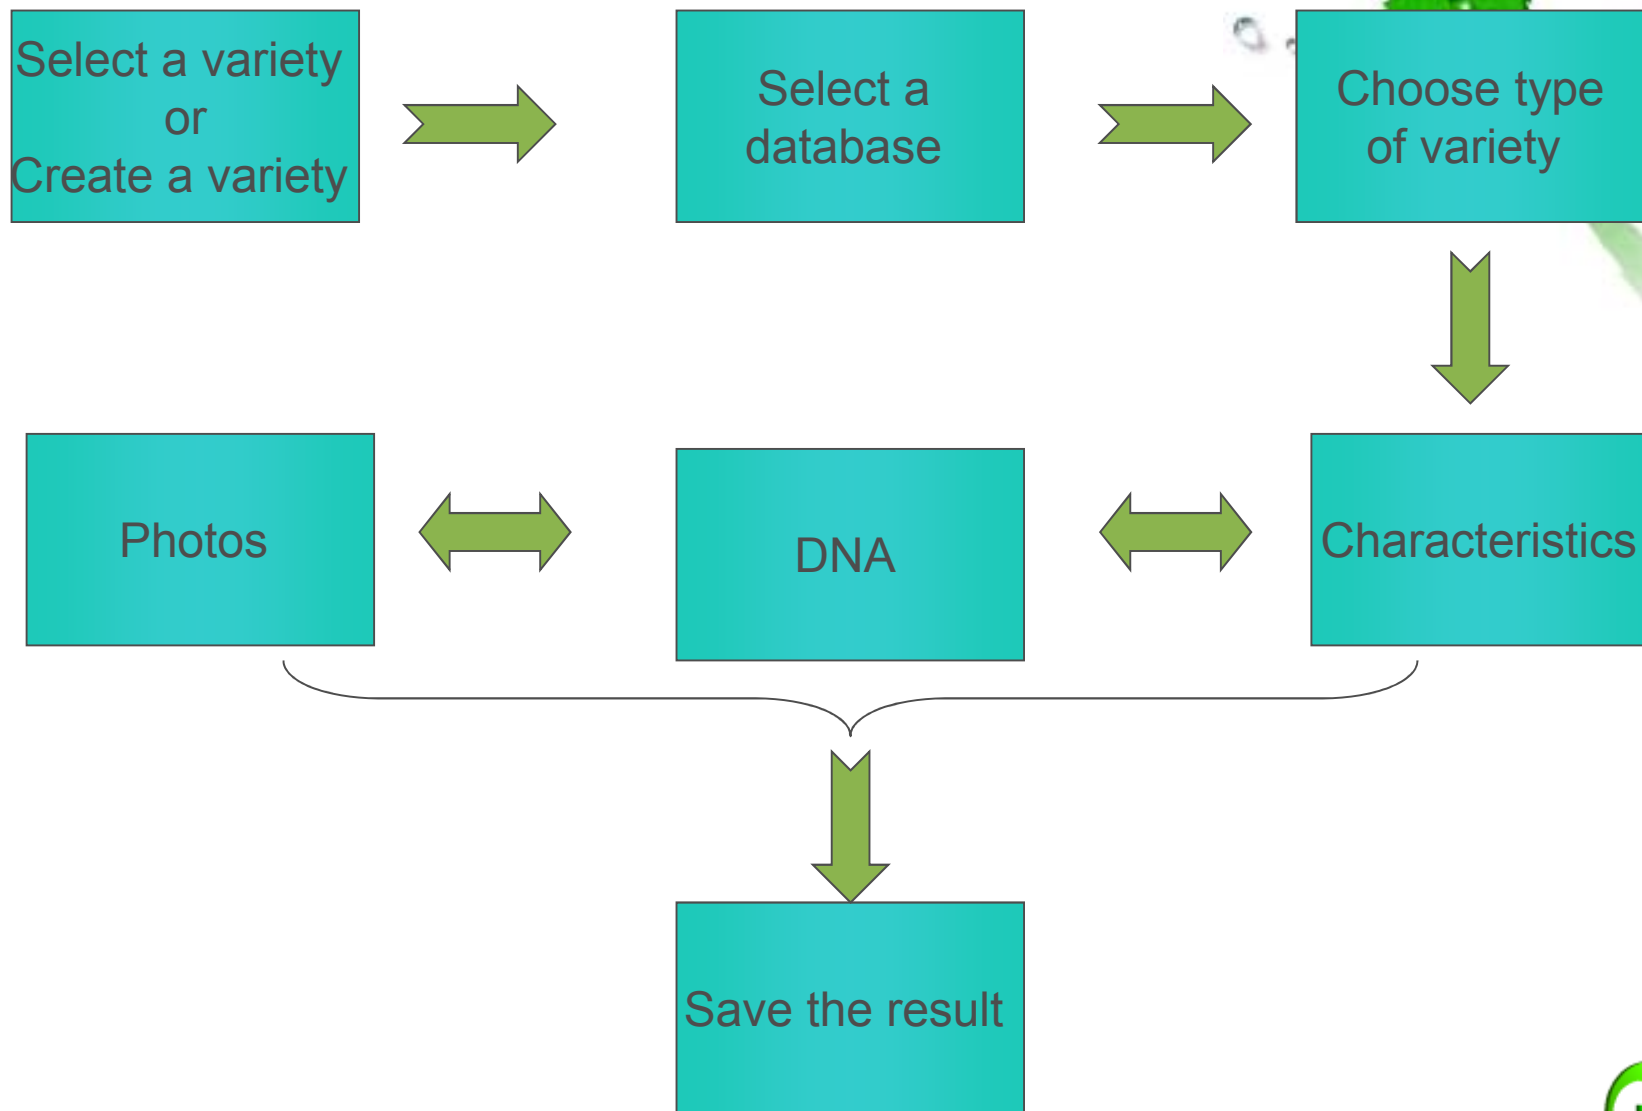 Select a variety
or
Create a variety
Select a
database
Choose type
of variety
Photos
DNA
Characteristics
Save the result